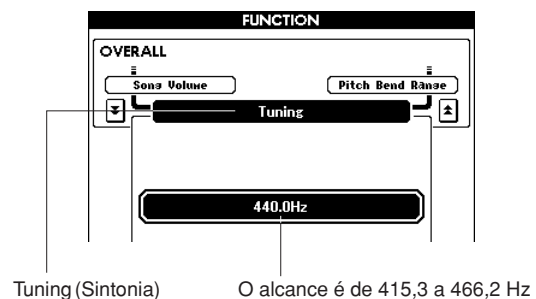 FUNCTION
OVERALL
Song Volume
Pitch Bend Range
Tuning
440.0Hz
Tuning (Sintonia)
O alcance é de 415,3 a 466,2 Hz